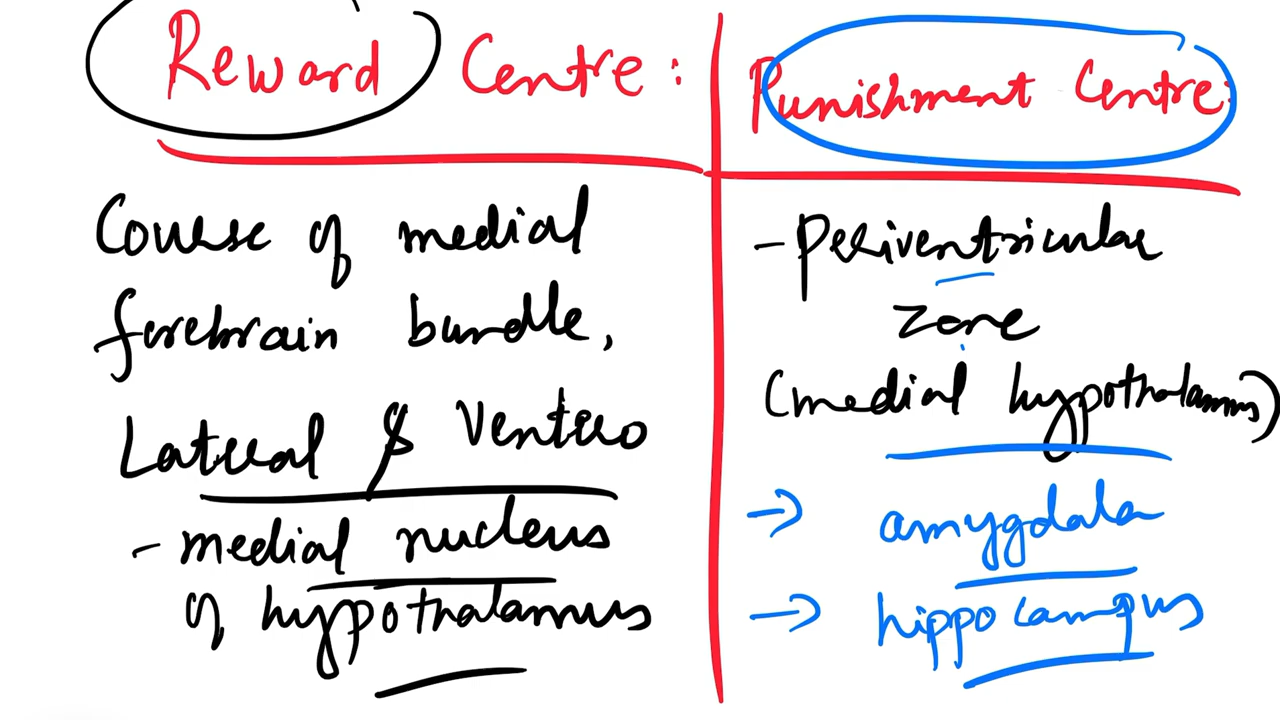 Reward Centre:
Course of medial
forebrain bundle,
Lateral & Ventero
- medial nucleus
of hypothalamus
Punishment Centre:
- Periventricular
Zone
(medial hypothalamus)
→ amygdala
→ hippocampus